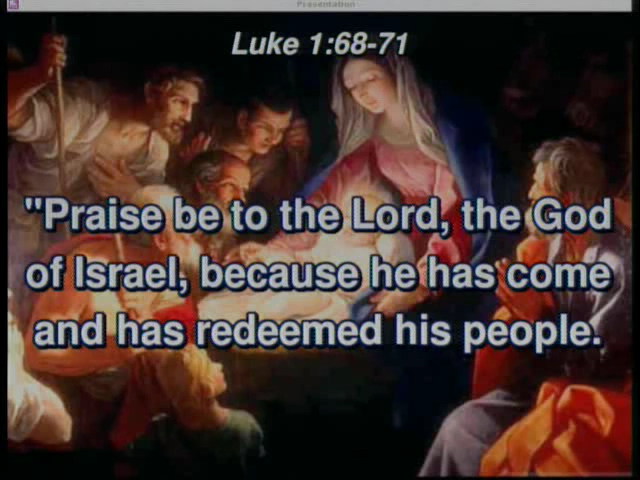 Presentation
Luke 1:68-71
"Praise be to the Lord, the God
of Israel, because he has come
and has redeemed his people.